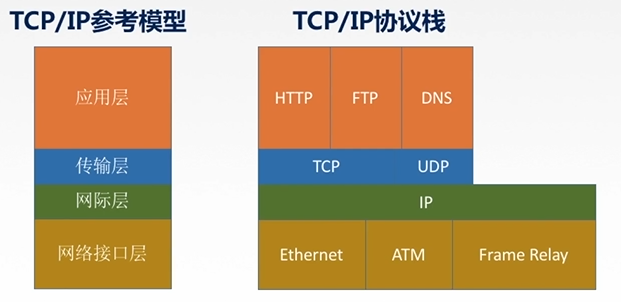 TCP/IP参考模型
TCP/IP协议栈
应用层
HTTP FTP DNS
传输层
TCP UDP
网际层
IP
网络接口层
Ethernet ATM Frame Relay